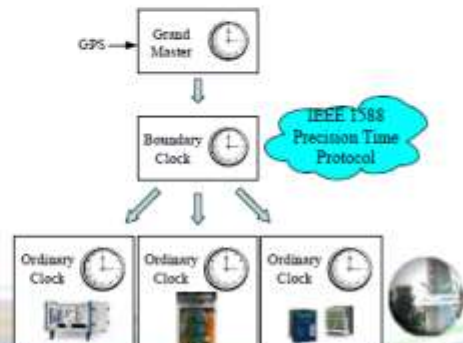 GPS
Grand
Master
Boundary
Clock
IEEE 1588
Precision Time
Protocol
Ordinary
Clock
Ordinary
Clock
Ordinary
Clock